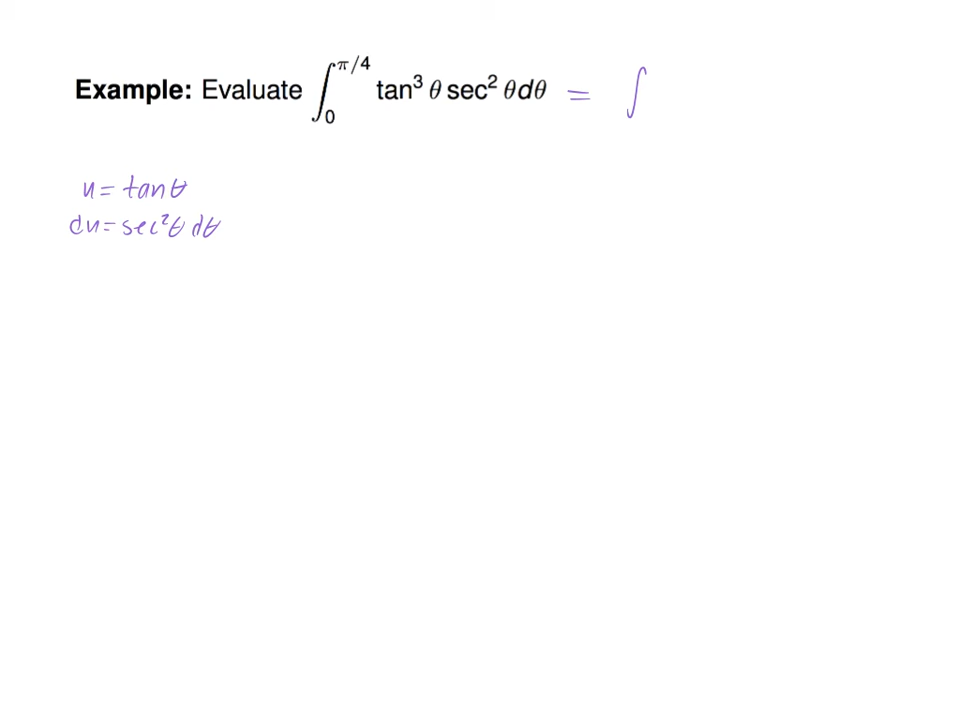 Example: Evaluate ∫₀^{π/4} tan³ θ sec² θdθ = ∫
u = tanθ
du = sec²θ dθ